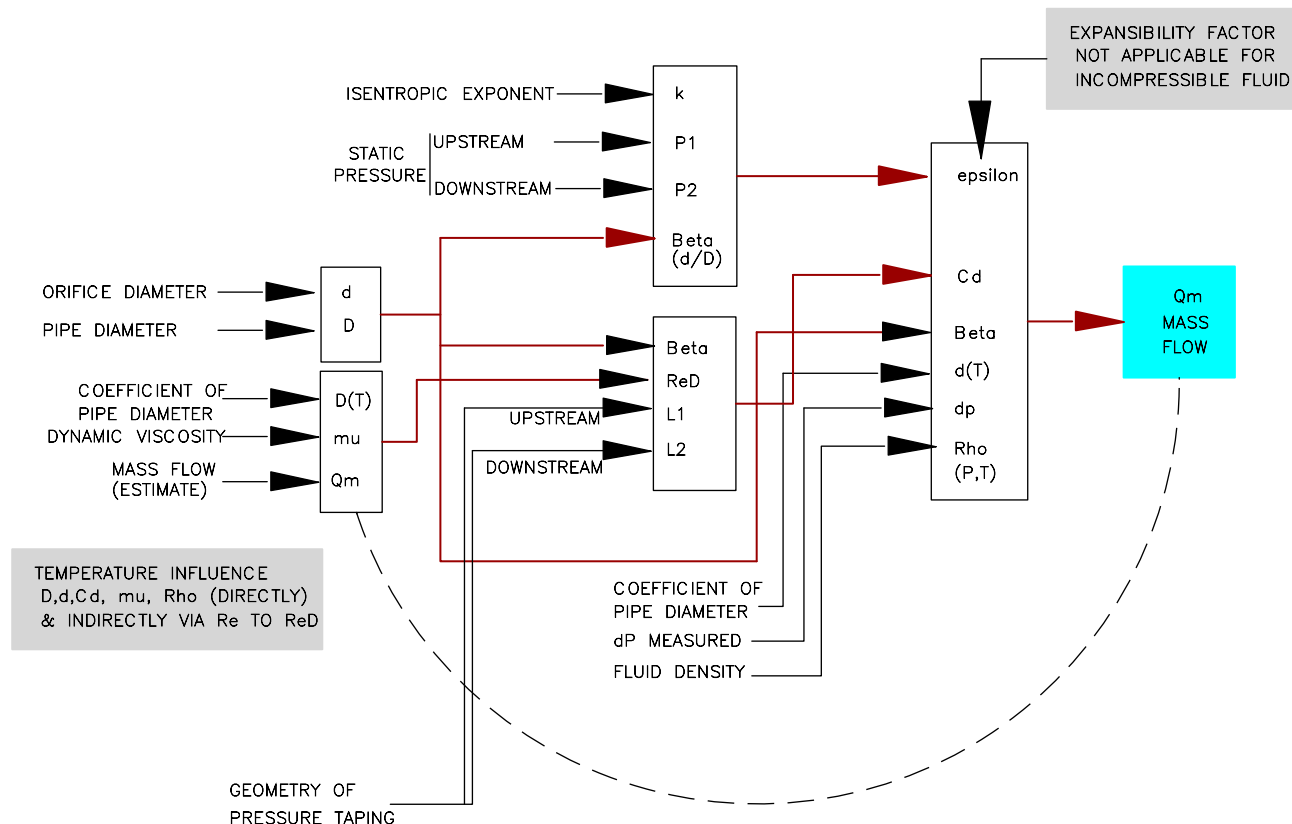 EXPANSIBILITY FACTOR
NOT APPLICABLE FOR
INCOMPRESSIBLE FLUID
ISENTROPIC EXPONENT
k
STATIC
PRESSURE
UPSTREAM
P1
DOWNSTREAM
P2
Beta
(d/D)
epsilon
Cd
Beta
d(T)
dp
Rho
(P,T)
Qm
MASS
FLOW
ORIFICE DIAMETER
d
PIPE DIAMETER
D
COEFFICIENT OF
PIPE DIAMETER
D(T)
DYNAMIC VISCOSITY
mu
MASS FLOW
(ESTIMATE)
Qm
Beta
ReD
UPSTREAM
L1
DOWNSTREAM
L2
TEMPERATURE INFLUENCE
D,d,Cd, mu, Rho (DIRECTLY)
& INDIRECTLY VIA Re TO ReD
COEFFICIENT OF
PIPE DIAMETER
dP MEASURED
FLUID DENSITY
GEOMETRY OF
PRESSURE TAPING